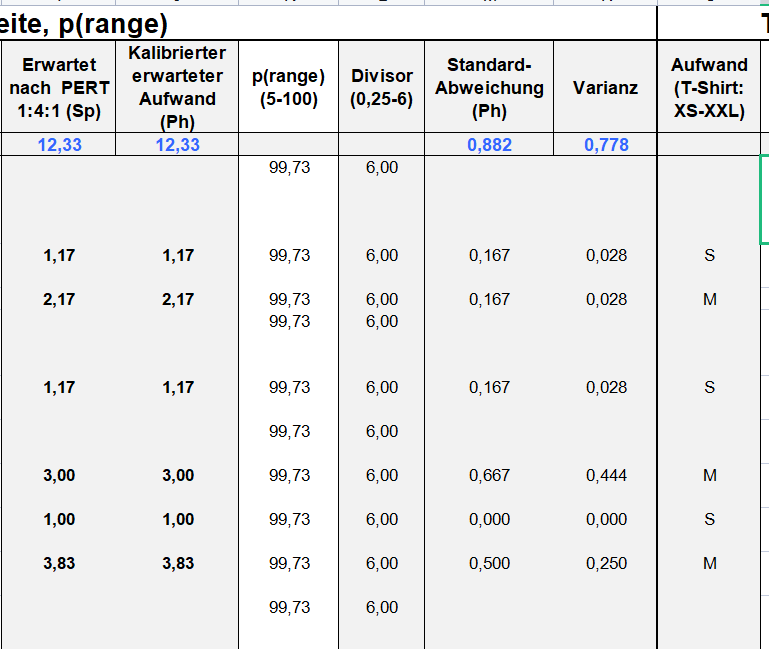 eite, p(range)
Erwartet nach PERT 1:4:1 (Sp) Kalibrierter erwarteter Aufwand (Ph) p(range) (5-100) Divisor (0,25-6) Standard-Abweichung (Ph) Varianz Aufwand (T-Shirt: XS-XXL)
12,33 12,33 0,882 0,778
99,73 6,00
1,17 1,17 99,73 6,00 0,167 0,028 S
2,17 2,17 99,73 6,00 0,167 0,028 M
99,73 6,00
1,17 1,17 99,73 6,00 0,167 0,028 S
99,73 6,00
3,00 3,00 99,73 6,00 0,667 0,444 M
1,00 1,00 99,73 6,00 0,000 0,000 S
3,83 3,83 99,73 6,00 0,500 0,250 M
99,73 6,00